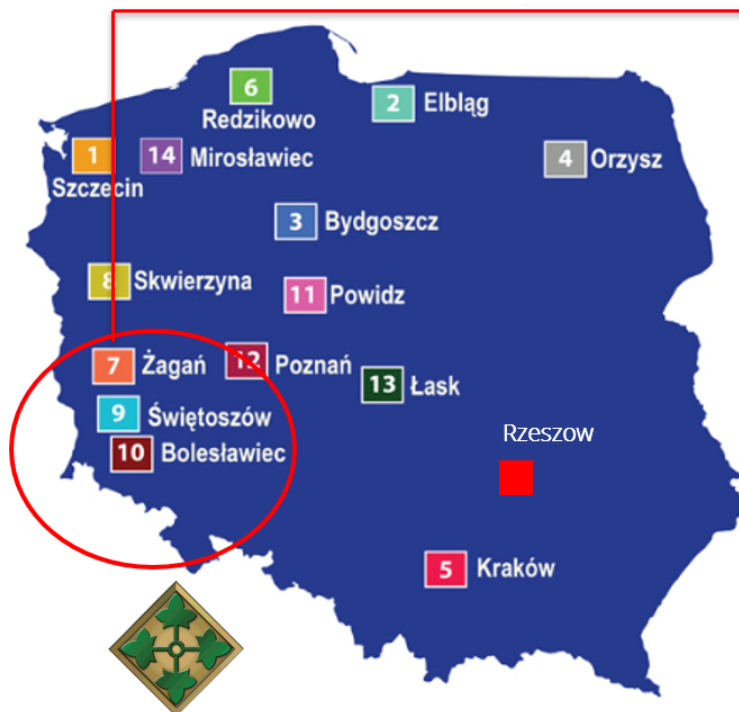 6
Redzikowo
2 Elbląg
1
Szczecin
14 Mirosławiec
4 Orzysz
3 Bydgoszcz
8 Skwierzyna
11 Powidz
7 Żagań
12 Poznań
13 Łask
9 Świętoszów
10 Bolesławiec
Rzeszow
5 Kraków